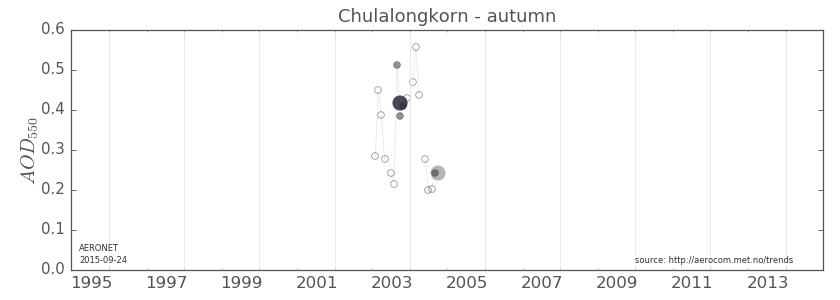 Chulalongkorn - autumn
0.6
0.5
0.4
0.3
0.2
0.1
0.0
AOD550
AERONET
2015-09-24
source: http://aerocom.met.no/trends
1995 1997 1999 2001 2003 2005 2007 2009 2011 2013